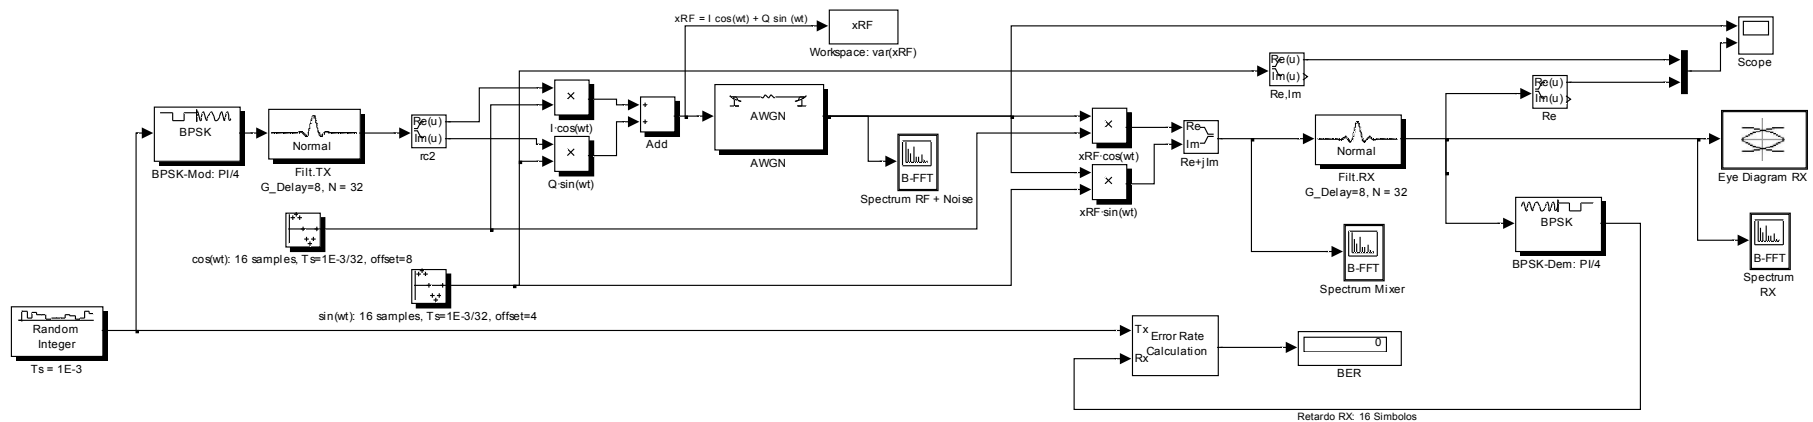 xRF = I cos(wt) + Q sin (wt)
xRF
Workspace: var(xRF)
Scope
Re(u)
Im(u)
Re,Im
Re(u)
Im(u)
Re
BPSK
BPSK-Mod: PI/4
Normal
Filt.TX
G_Delay=8, N = 32
Re(u)
Im(u)
rc2
×
I·cos(wt)
×
Q·sin(wt)
+
+
Add
AWGN
AWGN
B-FFT
Spectrum RF + Noise
×
xRF·cos(wt)
×
xRF·sin(wt)
Re
Im
Re+jIm
Normal
Filt.RX
G_Delay=8, N = 32
Eye Diagram RX
BPSK
BPSK-Dem: PI/4
B-FFT
Spectrum Mixer
B-FFT
Spectrum
RX
cos(wt): 16 samples, Ts=1E-3/32, offset=8
sin(wt): 16 samples, Ts=1E-3/32, offset=4
Random
Integer
Ts = 1E-3
Tx
Rx
Error Rate
Calculation
0
BER
Retardo RX: 16 Simbolos